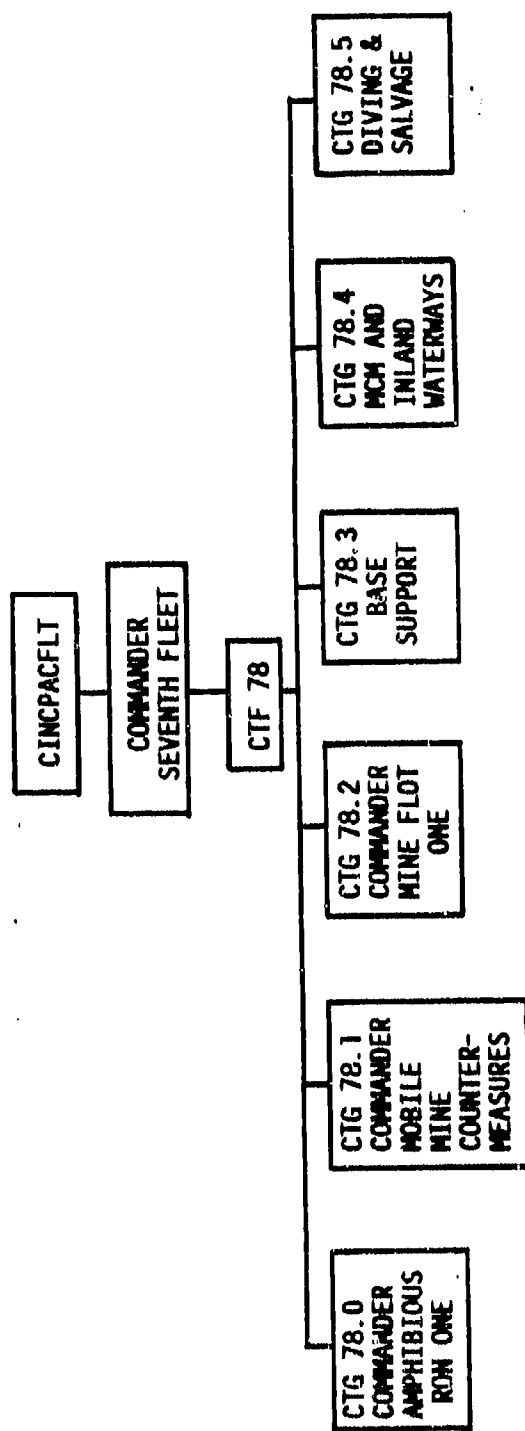 CINCPACFLT
COMMANDER
SEVENTH FLEET
CTF 78
CTG 78.0
COMMANDER
AMPHIBIOUS
RON ONE
CTG 78.1
COMMANDER
MOBILE
MINE
COUNTER-
MEASURES
CTG 78.2
COMMANDER
MINE FLOT
ONE
CTG 78.3
BASE
SUPPORT
CTG 78.4
MCM AND
INLAND
WATERWAYS
CTG 78.5
DIVING &
SALVAGE